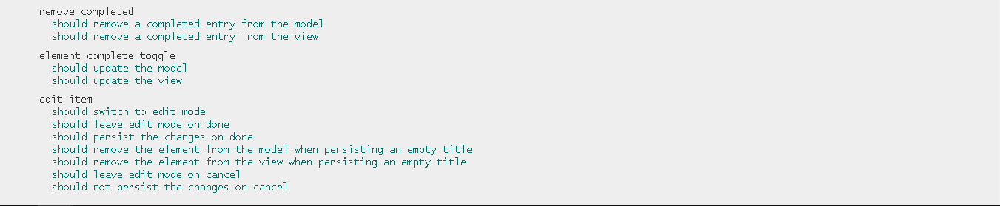 remove completed
should remove a completed entry from the model
should remove a completed entry from the view
element complete toggle
should update the model
should update the view
edit item
should switch to edit mode
should leave edit mode on done
should persist the changes on done
should remove the element from the model when persisting an empty title
should remove the element from the view when persisting an empty title
should leave edit mode on cancel
should not persist the changes on cancel